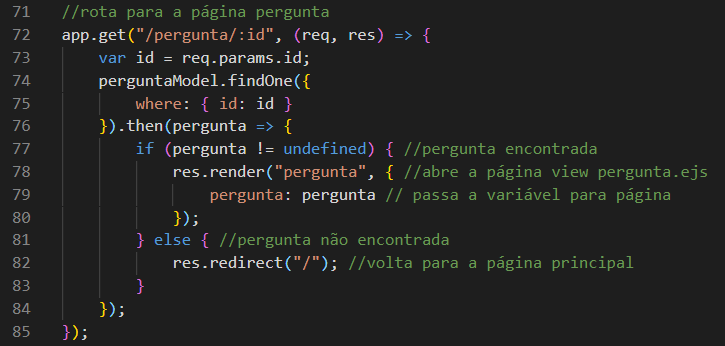 71 //rota para a página pergunta
72 app.get("/pergunta/:id", (req, res) => {
73     var id = req.params.id;
74     perguntaModel.findOne({
75         where: { id: id }
76     }).then(pergunta => {
77         if (pergunta != undefined) { //pergunta encontrada
78             res.render("pergunta", { //abre a página view pergunta.ejs
79                 pergunta: pergunta // passa a variável para página
80             });
81         } else { //pergunta não encontrada
82             res.redirect("/"); //volta para a página principal
83         }
84     });
85 });